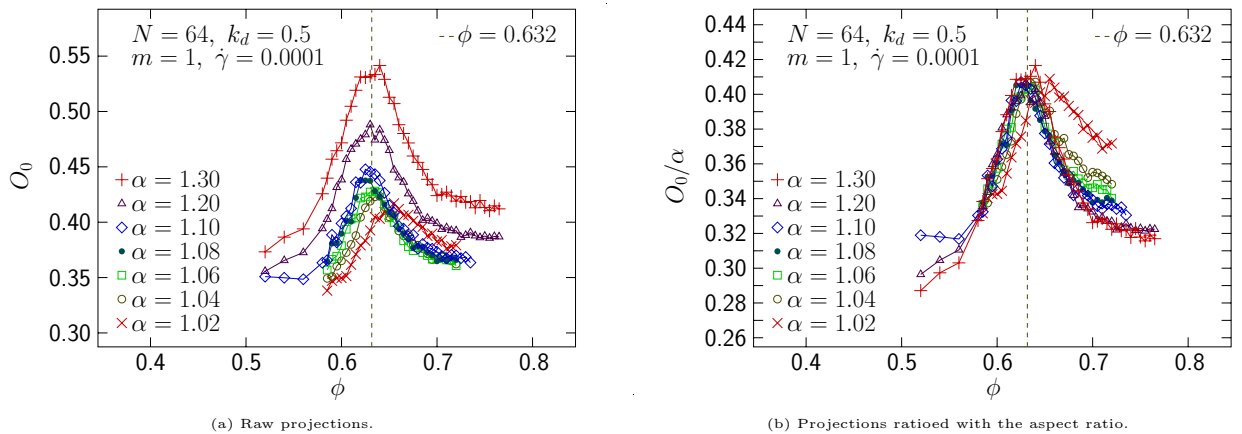 N = 64, k_d = 0.5
m = 1, γ̇ = 0.0001
ϕ = 0.632
0.55
0.50
0.45
0.40
0.35
0.30
O_0
α = 1.30
α = 1.20
α = 1.10
α = 1.08
α = 1.06
α = 1.04
α = 1.02
0.4 0.5 0.6 0.7 0.8
ϕ
(a) Raw projections.
N = 64, k_d = 0.5
m = 1, γ̇ = 0.0001
ϕ = 0.632
0.42
0.40
0.38
0.36
0.34
0.32
0.30
0.28
0.26
O_0/α
α = 1.30
α = 1.20
α = 1.10
α = 1.08
α = 1.06
α = 1.04
α = 1.02
0.4 0.5 0.6 0.7 0.8
ϕ
(b) Projections ratioed with the aspect ratio.